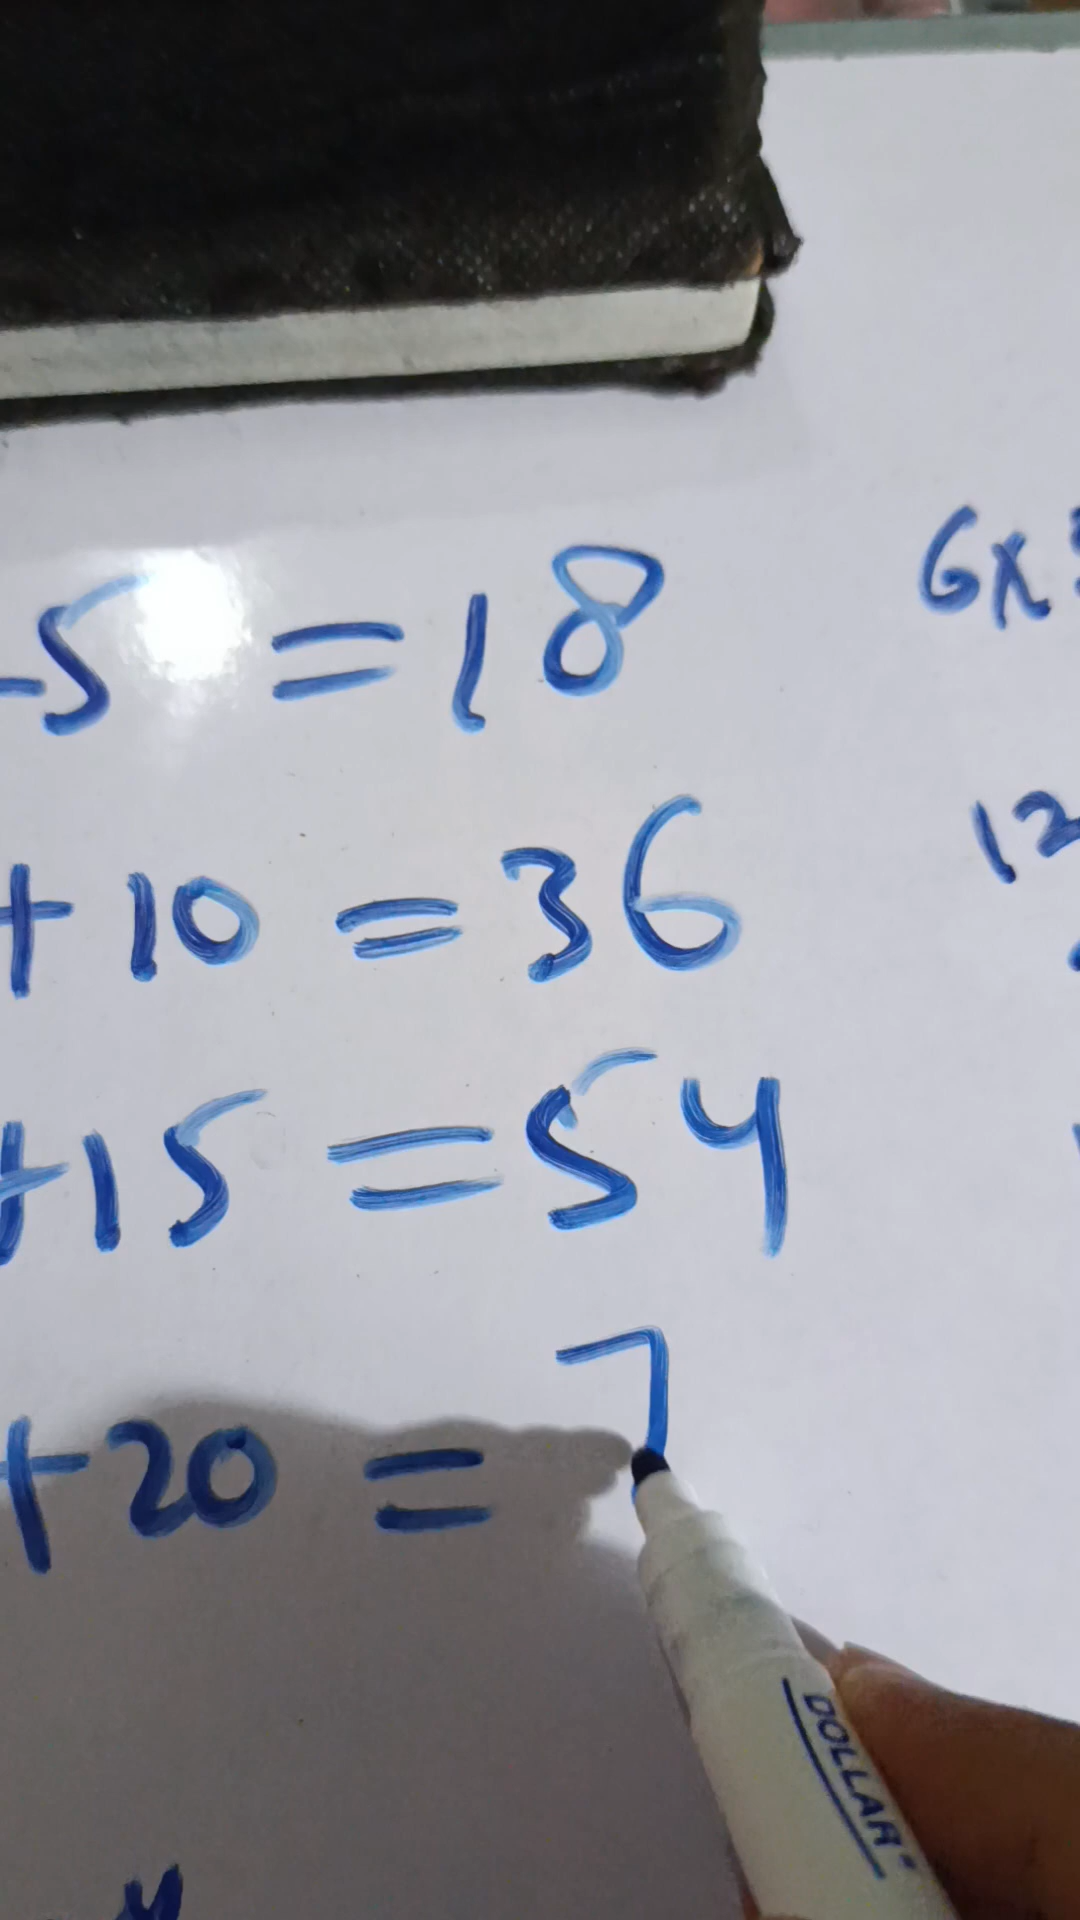 -5 = 18
6x
+ 10 = 36
12
+15 = 54
+20 = 7
DOLLAR